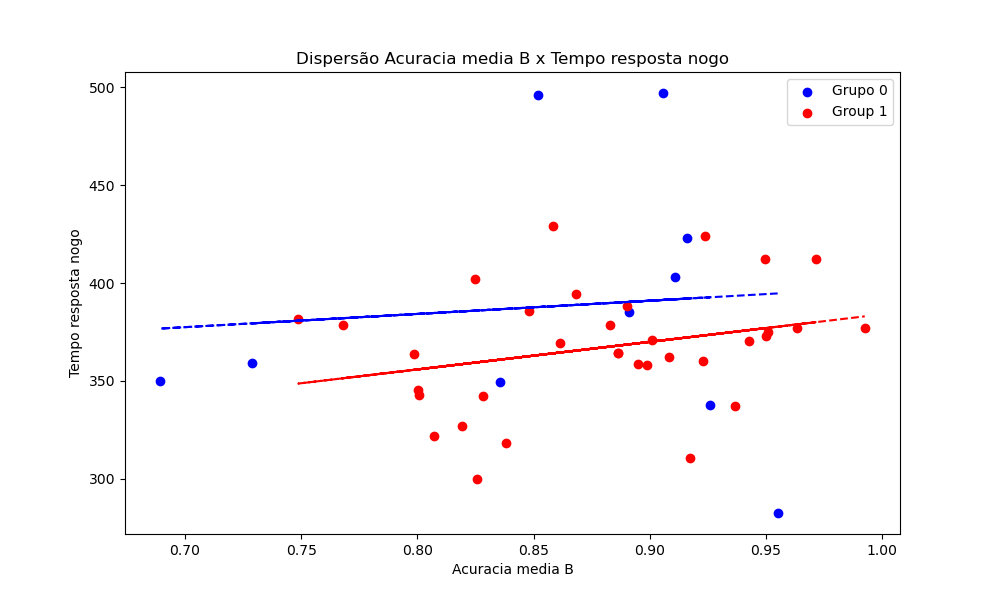 Dispersão Acuracia media B x Tempo resposta nogo
Grupo 0
Group 1
500
450
400
350
300
Tempo resposta nogo
0.70 0.75 0.80 0.85 0.90 0.95 1.00
Acuracia media B